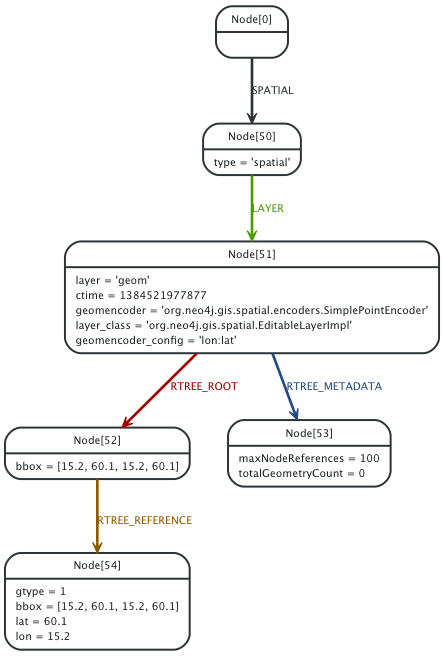 Node[0]
SPATIAL
Node[50]
type = 'spatial'
LAYER
Node[51]
layer = 'geom'
ctime = 1384521977877
geomencoder = 'org.neo4j.gis.spatial.encoders.SimplePointEncoder'
layer_class = 'org.neo4j.gis.spatial.EditableLayerImpl'
geomencoder_config = 'lon:lat'
RTREE_ROOT
RTREE_METADATA
Node[52]
bbox = [15.2, 60.1, 15.2, 60.1]
Node[53]
maxNodeReferences = 100
totalGeometryCount = 0
RTREE_REFERENCE
Node[54]
gtype = 1
bbox = [15.2, 60.1, 15.2, 60.1]
lat = 60.1
lon = 15.2